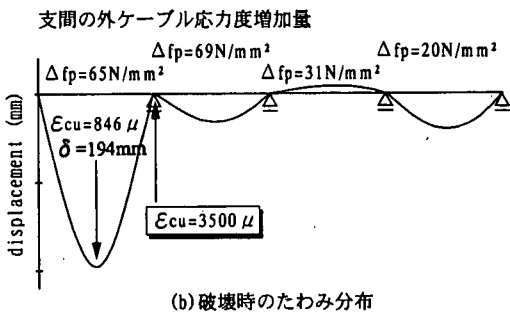 支間の外ケーブル応力度増加量
Δfp=69N/mm²
Δfp=20N/mm²
Δfp=65N/mm²
Δfp=31N/mm²
εcu=846μ
δ=194mm
εcu=3500μ
displacement (mm)
(b)破壊時のたわみ分布